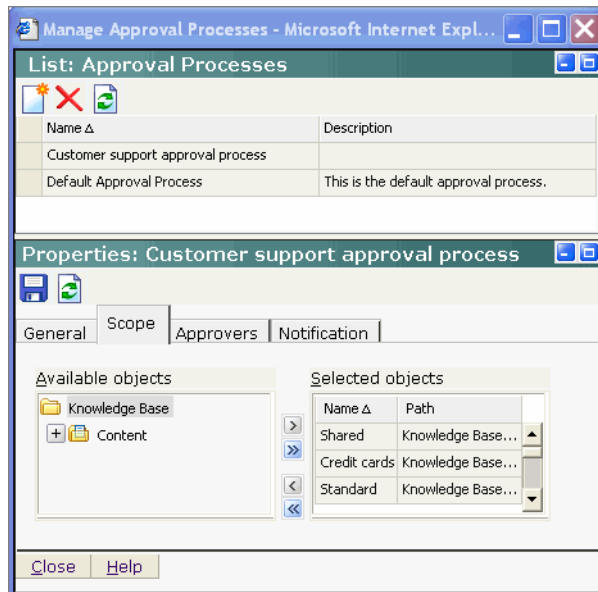 Manage Approval Processes - Microsoft Internet Expl...
List: Approval Processes
Name Description
Customer support approval process
Default Approval Process This is the default approval process.
Properties: Customer support approval process
General Scope Approvers Notification
Available objects Selected objects
Knowledge Base Name Path
Content Shared Knowledge Base...
Credit cards Knowledge Base...
Standard Knowledge Base...
Close Help